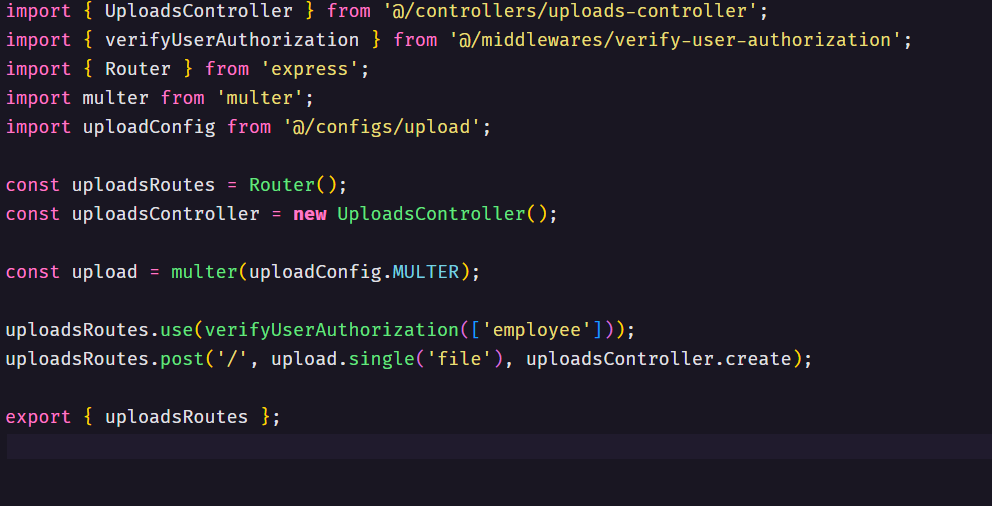 import { UploadsController } from '@/controllers/uploads-controller';
import { verifyUserAuthorization } from '@/middlewares/verify-user-authorization';
import { Router } from 'express';
import multer from 'multer';
import uploadConfig from '@/configs/upload';
const uploadsRoutes = Router();
const uploadsController = new UploadsController();
const upload = multer(uploadConfig.MULTER);
uploadsRoutes.use(verifyUserAuthorization(['employee']));
uploadsRoutes.post('/', upload.single('file'), uploadsController.create);
export { uploadsRoutes };